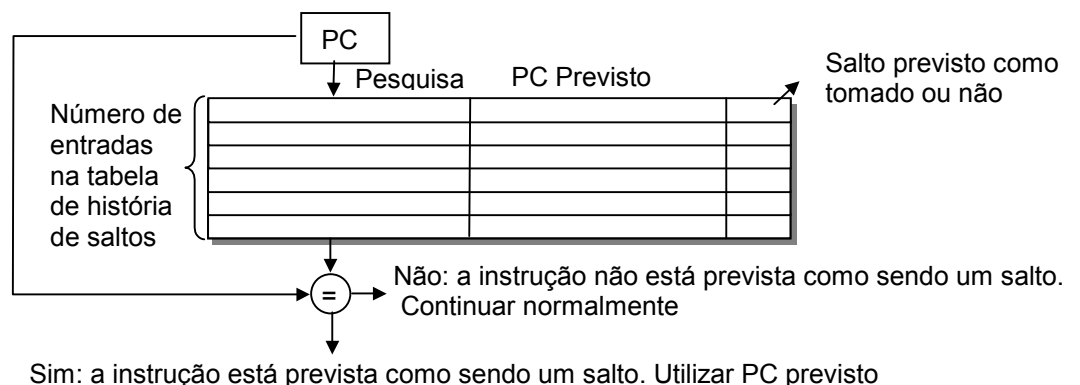 PC
Pesquisa
PC Previsto
Salto previsto como
tomado ou não
Número de
entradas
na tabela
de história
de saltos
=
Não: a instrução não está prevista como sendo um salto.
Continuar normalmente
Sim: a instrução está prevista como sendo um salto. Utilizar PC previsto